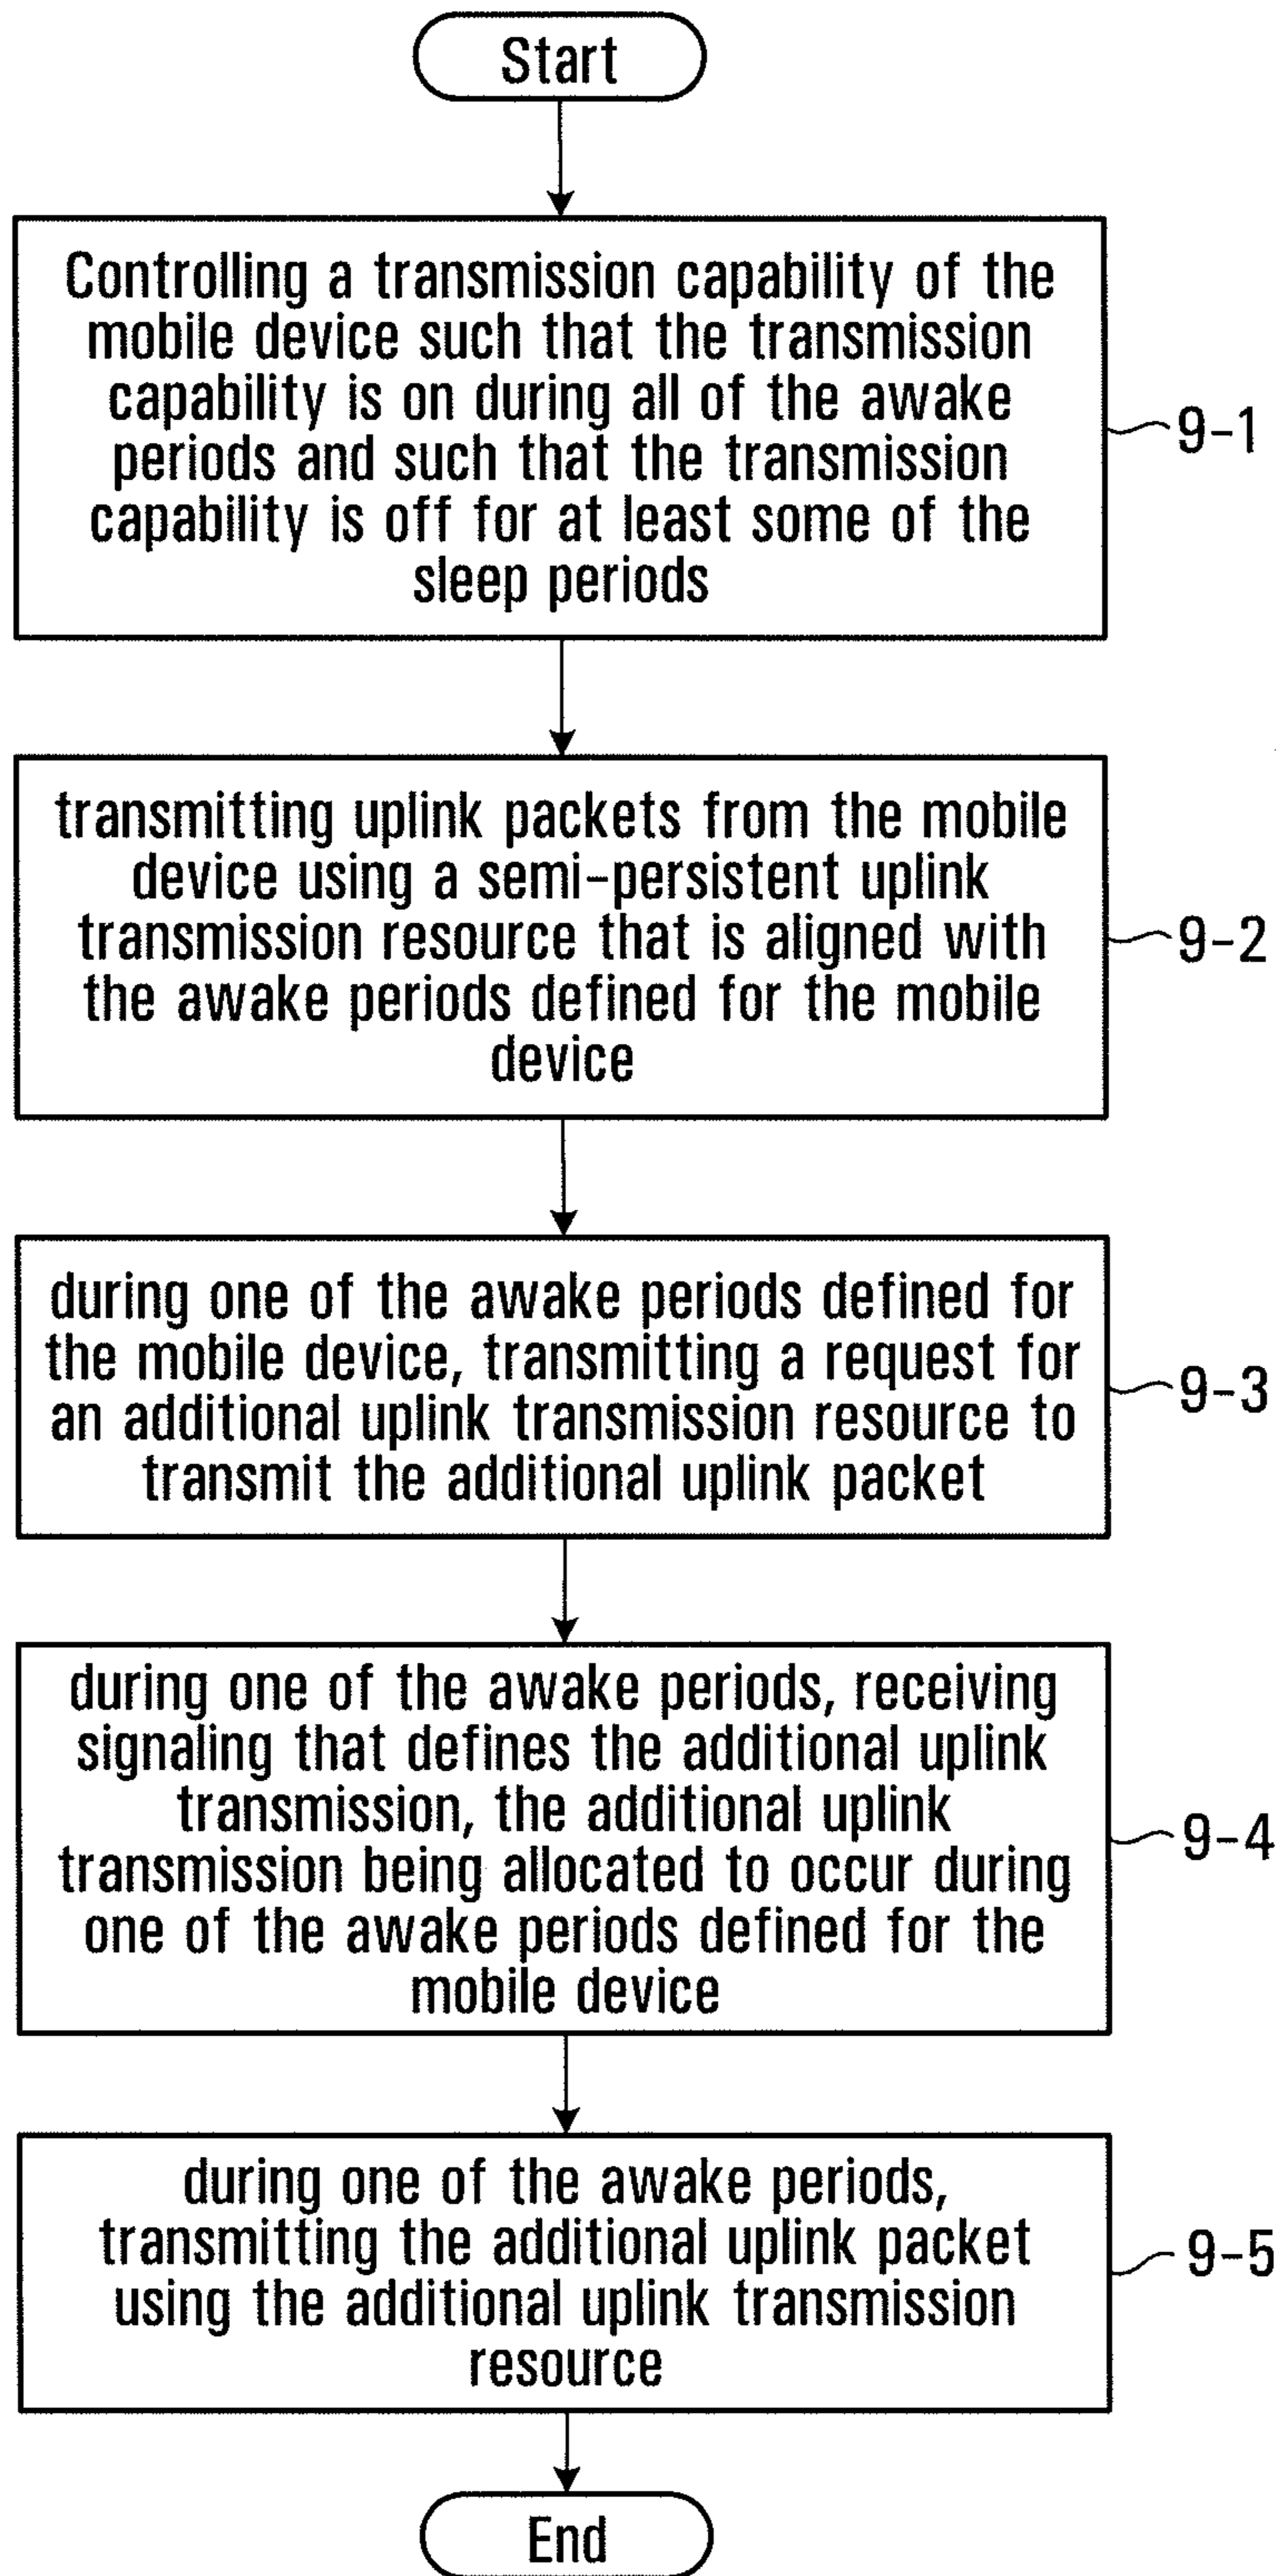 Start
Controlling a transmission capability of the
mobile device such that the transmission
capability is on during all of the awake
periods and such that the transmission
capability is off for at least some of the
sleep periods
9-1
transmitting uplink packets from the mobile
device using a semi-persistent uplink
transmission resource that is aligned with
the awake periods defined for the mobile
device
9-2
during one of the awake periods defined for
the mobile device, transmitting a request for
an additional uplink transmission resource to
transmit the additional uplink packet
9-3
during one of the awake periods, receiving
signaling that defines the additional uplink
transmission, the additional uplink
transmission being allocated to occur during
one of the awake periods defined for the
mobile device
9-4
during one of the awake periods,
transmitting the additional uplink packet
using the additional uplink transmission
resource
9-5
End